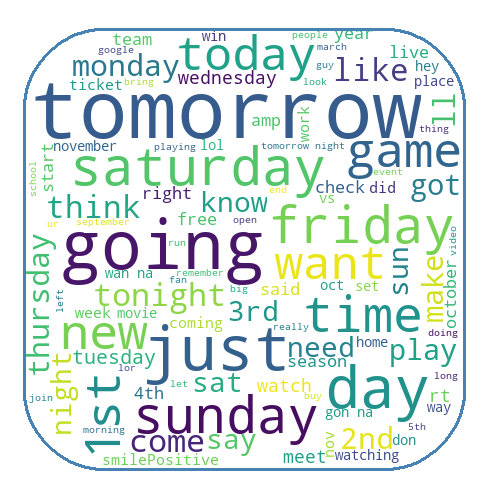 team
win
people
year
google
today
march
live
hey
monday
guy
like
place
ticket
wednesday
look
bring
tomorrow
ll
amp
work
thing
november
playing
lol
tomorrow night
game
start
saturday
event
school
think
right
know
check
did
got
end
vs
ur
september
free
open
friday
going
want
sun
make
october
video
thursday
run
wan na
remember
said
left
tonight
fan
big
oct
set
time
doing
new
week
movie
3rd
coming
just
need
really
home
play
tuesday
season
long
night
1st
lor
sat
watch
day
rt
join
4th
let
buy
way
sunday
gon na
morning
come
say
nov
2nd
don
5th
smilePositive
meet
watching